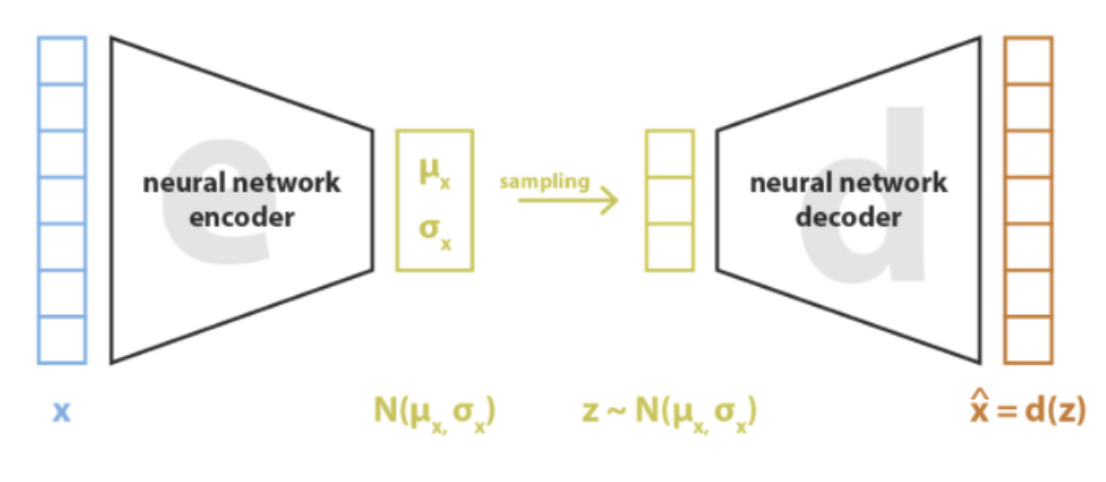 e
neural network
encoder
μx
σx
sampling
d
neural network
decoder
x
N(μx, σx)
z ~ N(μx, σx)
x̂ = d(z)